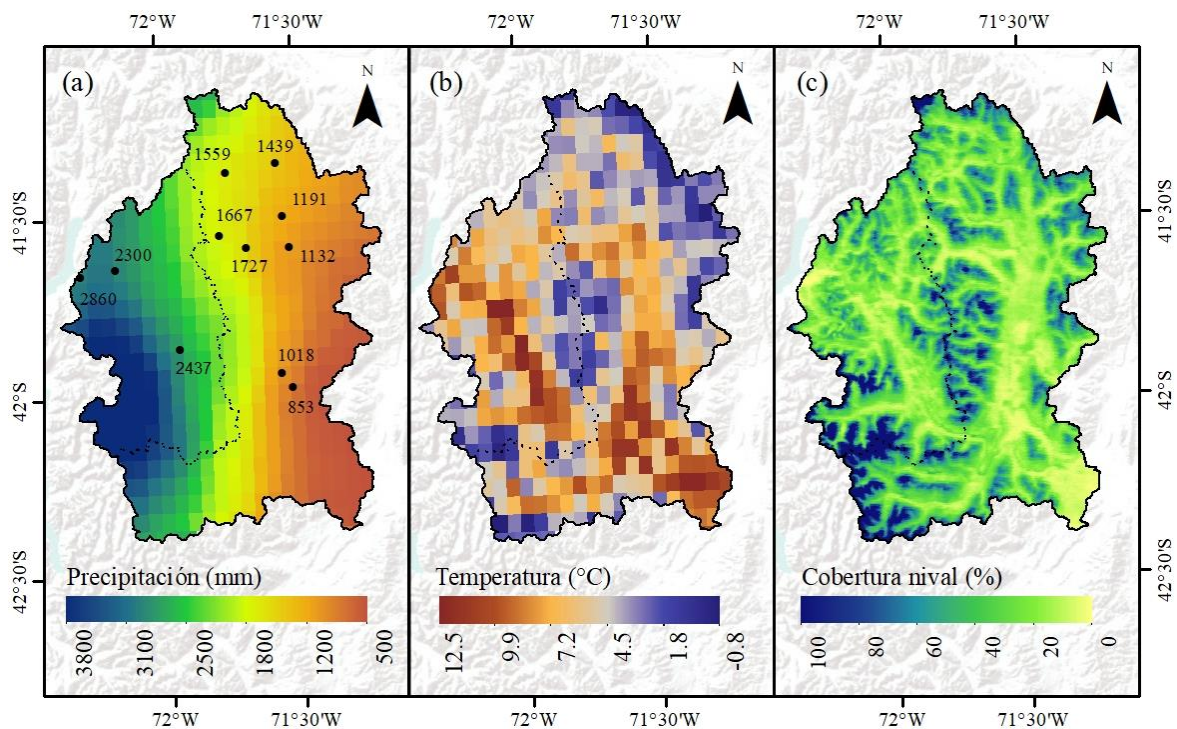 72°W 71°30'W 72°W 71°30'W 72°W 71°30'W
(a) N
(b) N
(c) N
1559 1439
1191
1667
1727 1132
2300
2860
2437
1018
853
41°30'S 41°30'S
42°S 42°S
42°30'S 42°30'S
Precipitación (mm)
3800 3100 2500 1800 1200 500
Temperatura (°C)
12.5 9.9 7.2 4.5 1.8 -0.8
Cobertura nival (%)
100 80 60 40 20 0
72°W 71°30'W 72°W 71°30'W 72°W 71°30'W